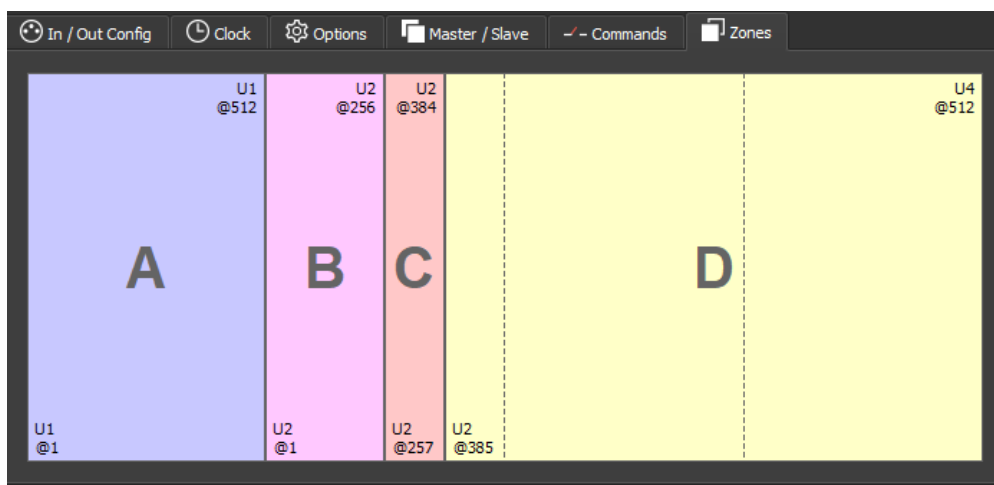 In / Out Config Clock Options Master / Slave Commands Zones
U1 U2 U2 U4
@512 @256 @384 @512
A B C D
U1 U2 U2 U2
@1 @1 @257 @385